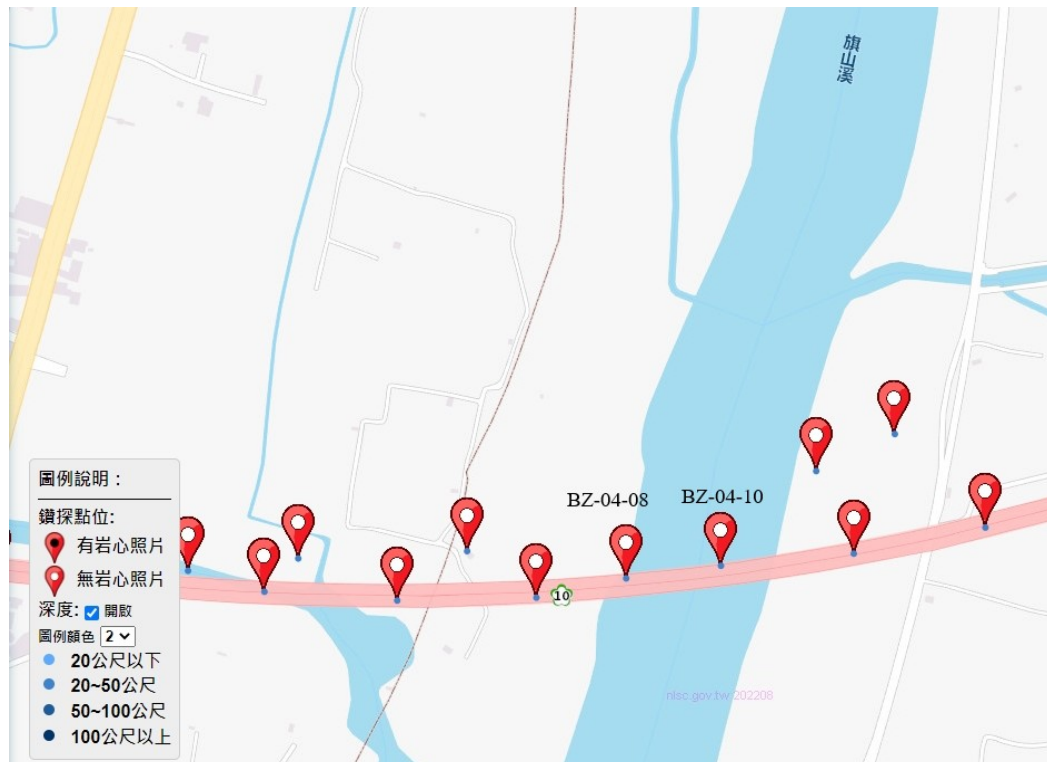 旗山溪
BZ-04-08
BZ-04-10
10
nlsc.gov.tw 202208
圖例說明：
鑽探點位:
有岩心照片
無岩心照片
深度: 開啟
圖例顏色 2
20公尺以下
20~50公尺
50~100公尺
100公尺以上